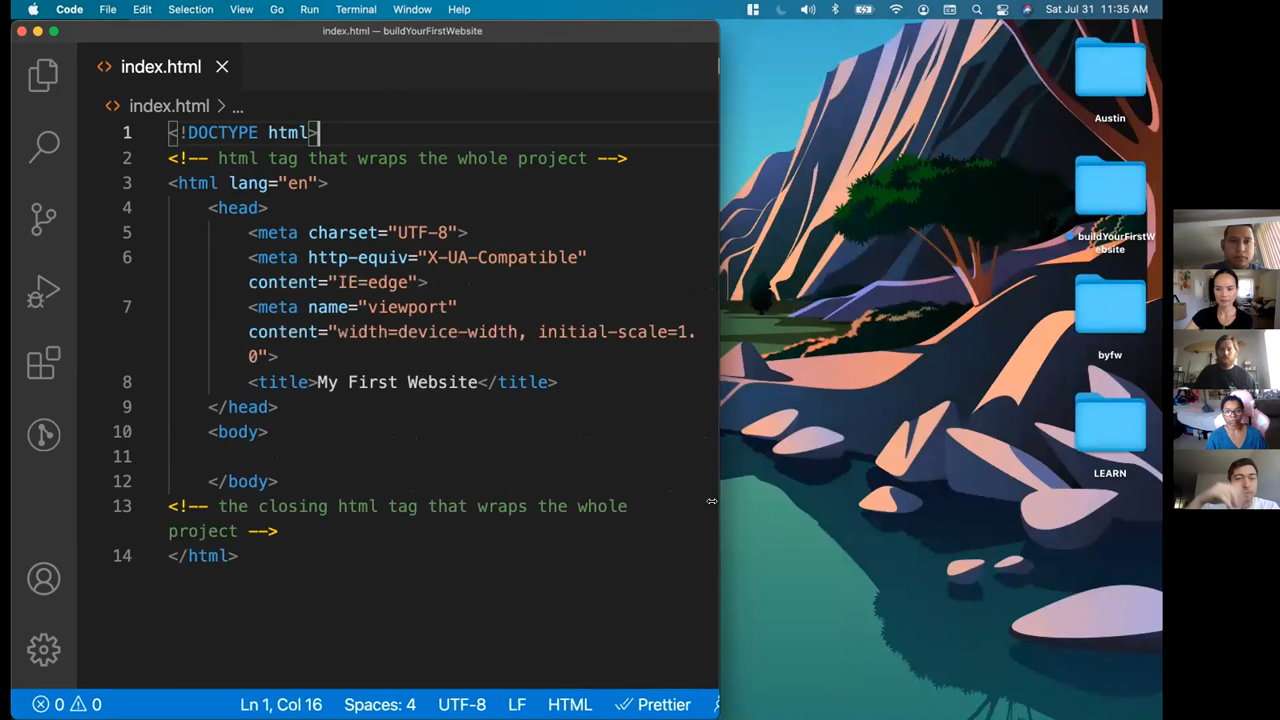 Code File Edit Selection View Go Run Terminal Window Help Sat Jul 31 11:35 AM
index.html — buildYourFirstWebsite
<> index.html ×
<> index.html > ...
1 <!DOCTYPE html>
2 <!-- html tag that wraps the whole project -->
3 <html lang="en">
4 <head>
5 <meta charset="UTF-8">
6 <meta http-equiv="X-UA-Compatible"
content="IE=edge">
7 <meta name="viewport"
content="width=device-width, initial-scale=1.
0">
8 <title>My First Website</title>
9 </head>
10 <body>
11
12 </body>
13 <!-- the closing html tag that wraps the whole
project -->
14 </html>
0 0 Ln 1, Col 16 Spaces: 4 UTF-8 LF HTML Prettier
Austin
buildYourFirstW
ebsite
byfw
LEARN